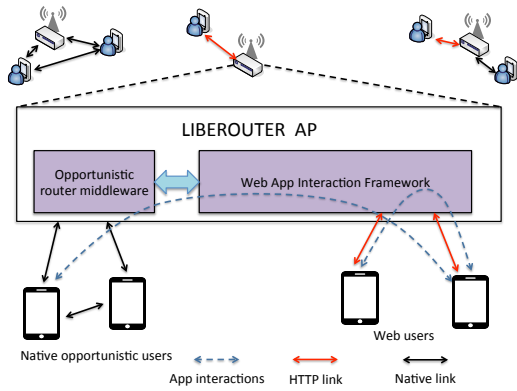 LIBEROUTER AP
Opportunistic
router middleware
Web App Interaction Framework
Web users
Native opportunistic users
App interactions
HTTP link
Native link